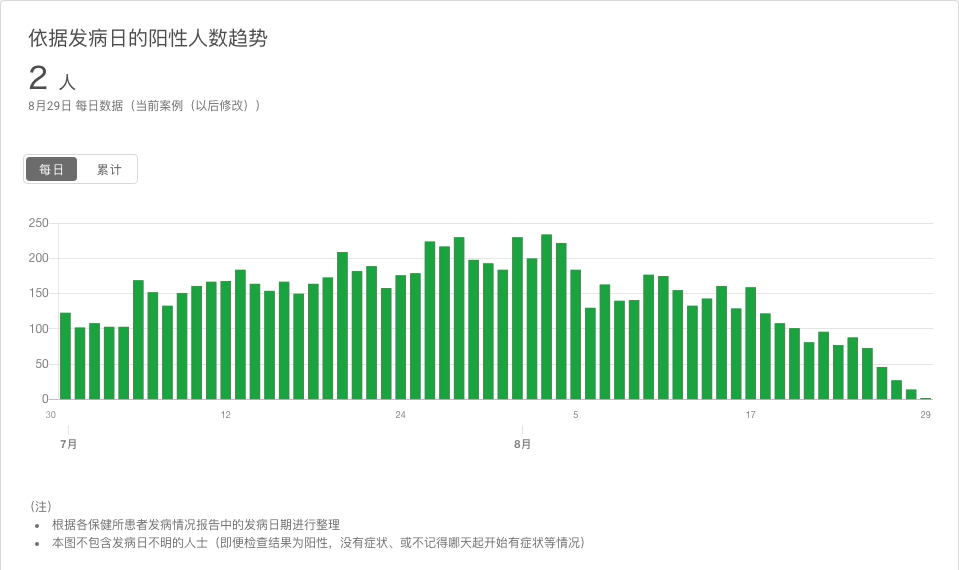 依据发病日的阳性人数趋势
2 人
8月29日 每日数据（当前案例（以后修改））
每日 累计
250
200
150
100
50
0
30 12 24 5 17 29
7月 8月
（注）
• 根据各保健所患者发病情况报告中的发病日期进行整理
• 本图不包含发病日不明的人士（即便检查结果为阳性，没有症状、或不记得哪天起开始有症状等情况）